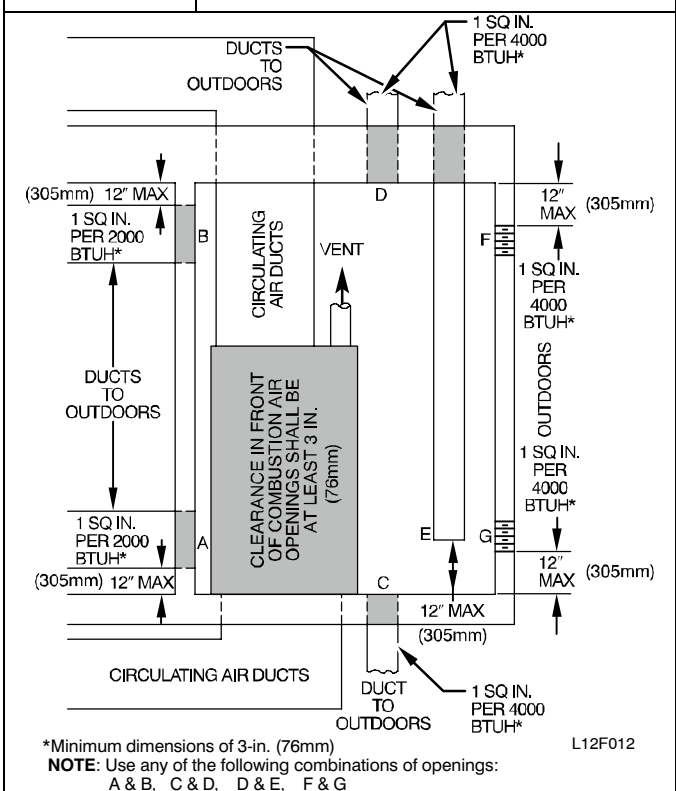 DUCTS
TO
OUTDOORS
1 SQ IN.
PER 4000
BTUH*
(305mm) 12″ MAX
1 SQ IN.
PER 2000
BTUH*
B
D
CIRCULATING
AIR DUCTS
VENT
F
12″
MAX (305mm)
1 SQ IN.
PER
4000
BTUH*
DUCTS
TO
OUTDOORS
CLEARANCE IN FRONT
OF COMBUSTION AIR
OPENINGS SHALL BE
AT LEAST 3 IN.
(76mm)
OUTDOORS
1 SQ IN.
PER
4000
BTUH*
1 SQ IN.
PER 2000
BTUH*
A
E
G
(305mm) 12″ MAX
C
12″ MAX
(305mm)
12″
MAX (305mm)
CIRCULATING AIR DUCTS
DUCT
TO
OUTDOORS
1 SQ IN.
PER 4000
BTUH*
*Minimum dimensions of 3-in. (76mm)
L12F012
NOTE: Use any of the following combinations of openings:
A & B, C & D, D & E, F & G